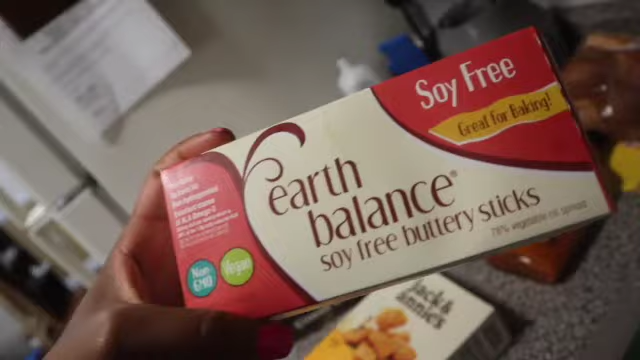 Soy Free
Great for Baking!
earth
balance®
soy free buttery sticks
78% vegetable oil spread
Non
GMO
Vegan
jack &
annie's